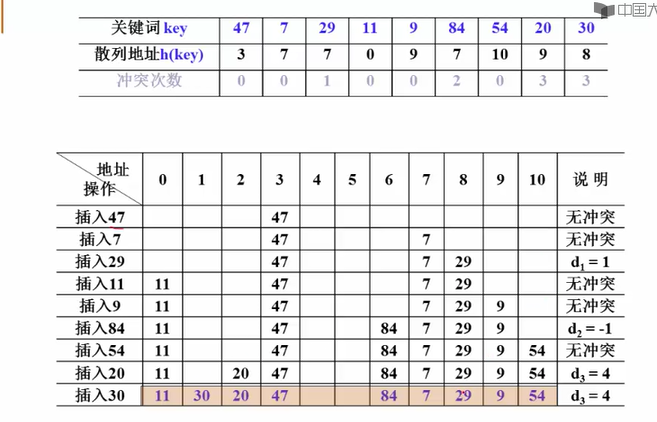 中国大
关键词 key 47 7 29 11 9 84 54 20 30
散列地址h(key) 3 7 7 0 9 7 10 9 8
冲突次数 0 0 1 0 0 2 0 3 3
地址 操作 0 1 2 3 4 5 6 7 8 9 10 说 明
插入47 47 无冲突
插入7 47 7 无冲突
插入29 47 7 29 d₁ = 1
插入11 11 47 7 29 无冲突
插入9 11 47 7 29 9 无冲突
插入84 11 47 84 7 29 9 d₂ = -1
插入54 11 47 84 7 29 9 54 无冲突
插入20 11 20 47 84 7 29 9 54 d₃ = 4
插入30 11 30 20 47 84 7 29 9 54 d₃ = 4